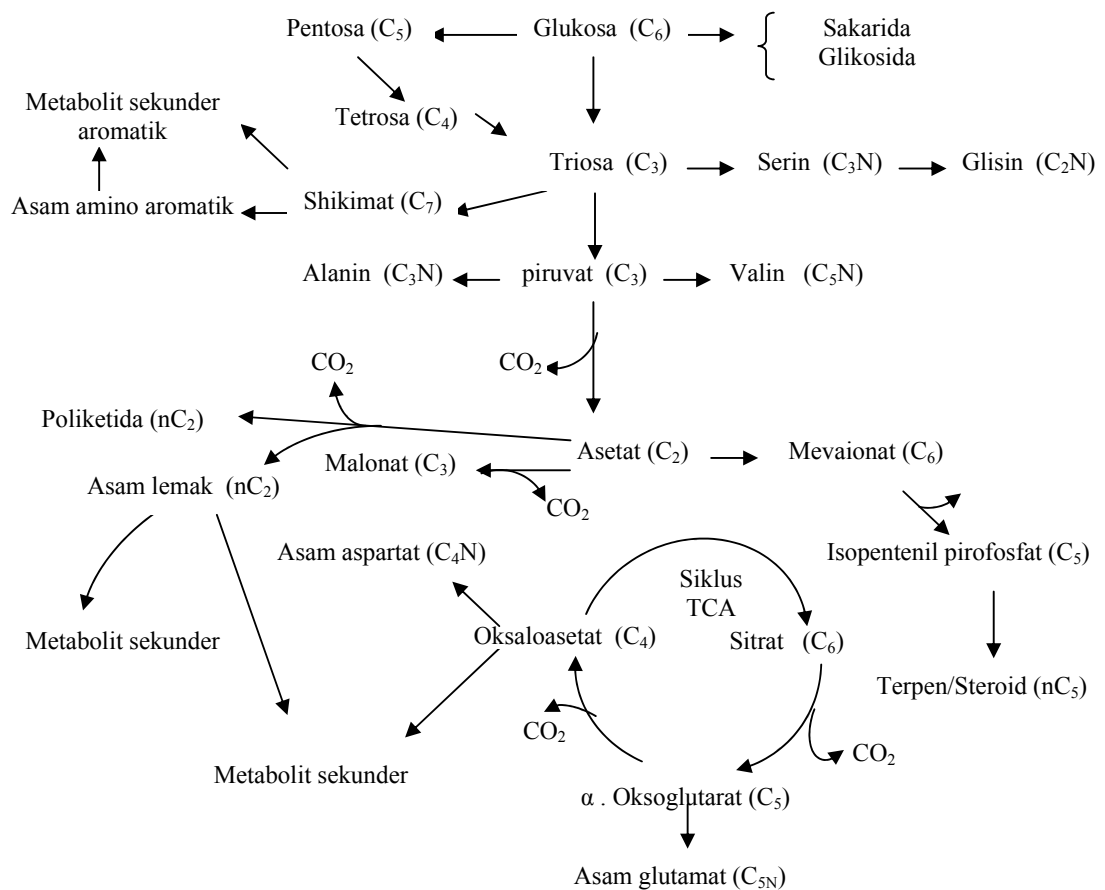 Pentosa (C₅)
Glukosa (C₆)
Sakarida
Glikosida
Metabolit sekunder
aromatik
Tetrosa (C₄)
Triosa (C₃)
Serin (C₃N)
Glisin (C₂N)
Asam amino aromatik
Shikimat (C₇)
Alanin (C₃N)
piruvat (C₃)
Valin (C₅N)
CO₂
CO₂
Poliketida (nC₂)
Malonat (C₃)
Asetat (C₂)
Mevaionat (C₆)
Asam lemak (nC₂)
CO₂
Asam aspartat (C₄N)
Isopentenil pirofosfat (C₅)
Siklus
TCA
Metabolit sekunder
Oksaloasetat (C₄)
Sitrat (C₆)
Terpen/Steroid (nC₅)
CO₂
CO₂
Metabolit sekunder
α . Oksoglutarat (C₅)
Asam glutamat (C₅ₙ)